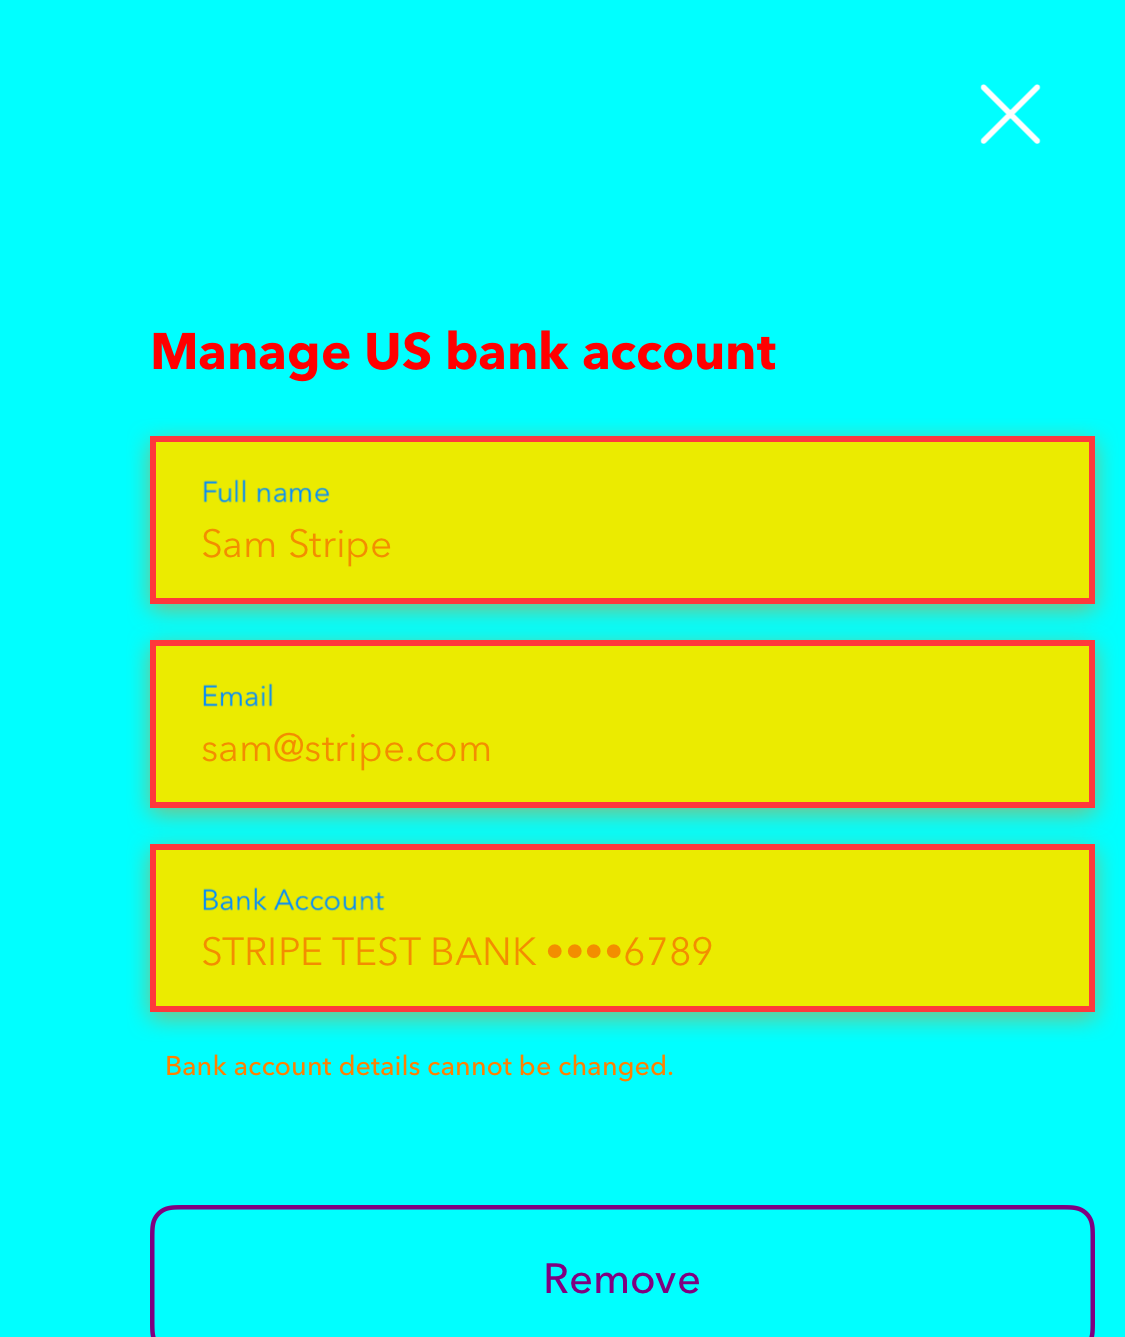 Manage US bank account
Full name
Sam Stripe
Email
sam@stripe.com
Bank Account
STRIPE TEST BANK ••••6789
Bank account details cannot be changed.
Remove